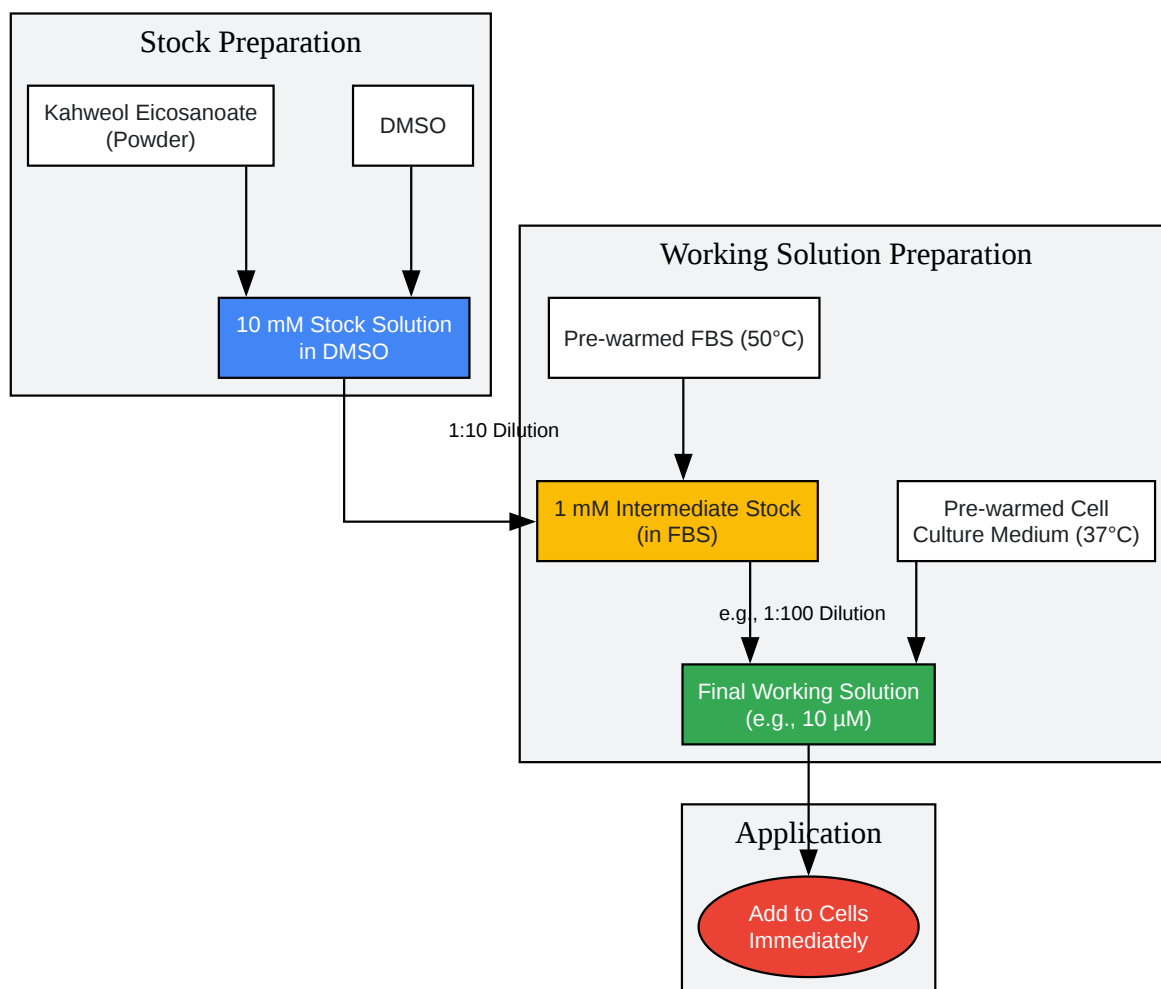 Stock Preparation
Kahweol Eicosanoate
(Powder)
DMSO
10 mM Stock Solution
in DMSO
1:10 Dilution
Working Solution Preparation
Pre-warmed FBS (50°C)
1 mM Intermediate Stock
(in FBS)
Pre-warmed Cell
Culture Medium (37°C)
e.g., 1:100 Dilution
Final Working Solution
(e.g., 10 µM)
Application
Add to Cells
Immediately